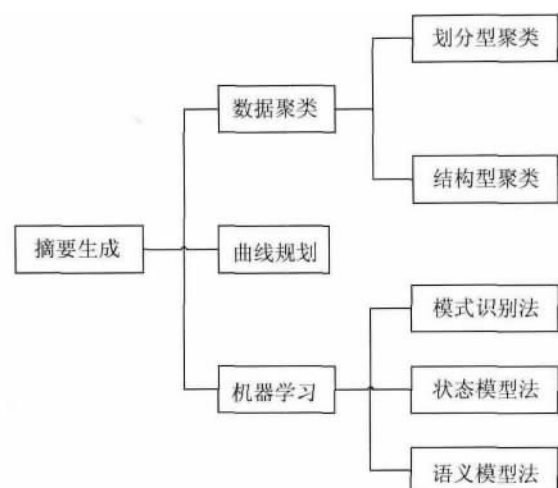 划分型聚类
数据聚类
结构型聚类
摘要生成
曲线规划
模式识别法
机器学习
状态模型法
语义模型法